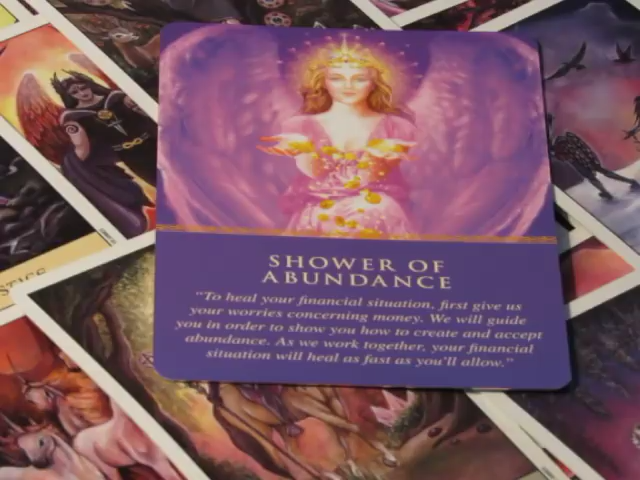 SHOWER OF
ABUNDANCE
"To heal your financial situation, first give us
your worries concerning money. We will guide
you in order to show you how to create and accept
abundance. As we work together, your financial
situation will heal as fast as you'll allow."